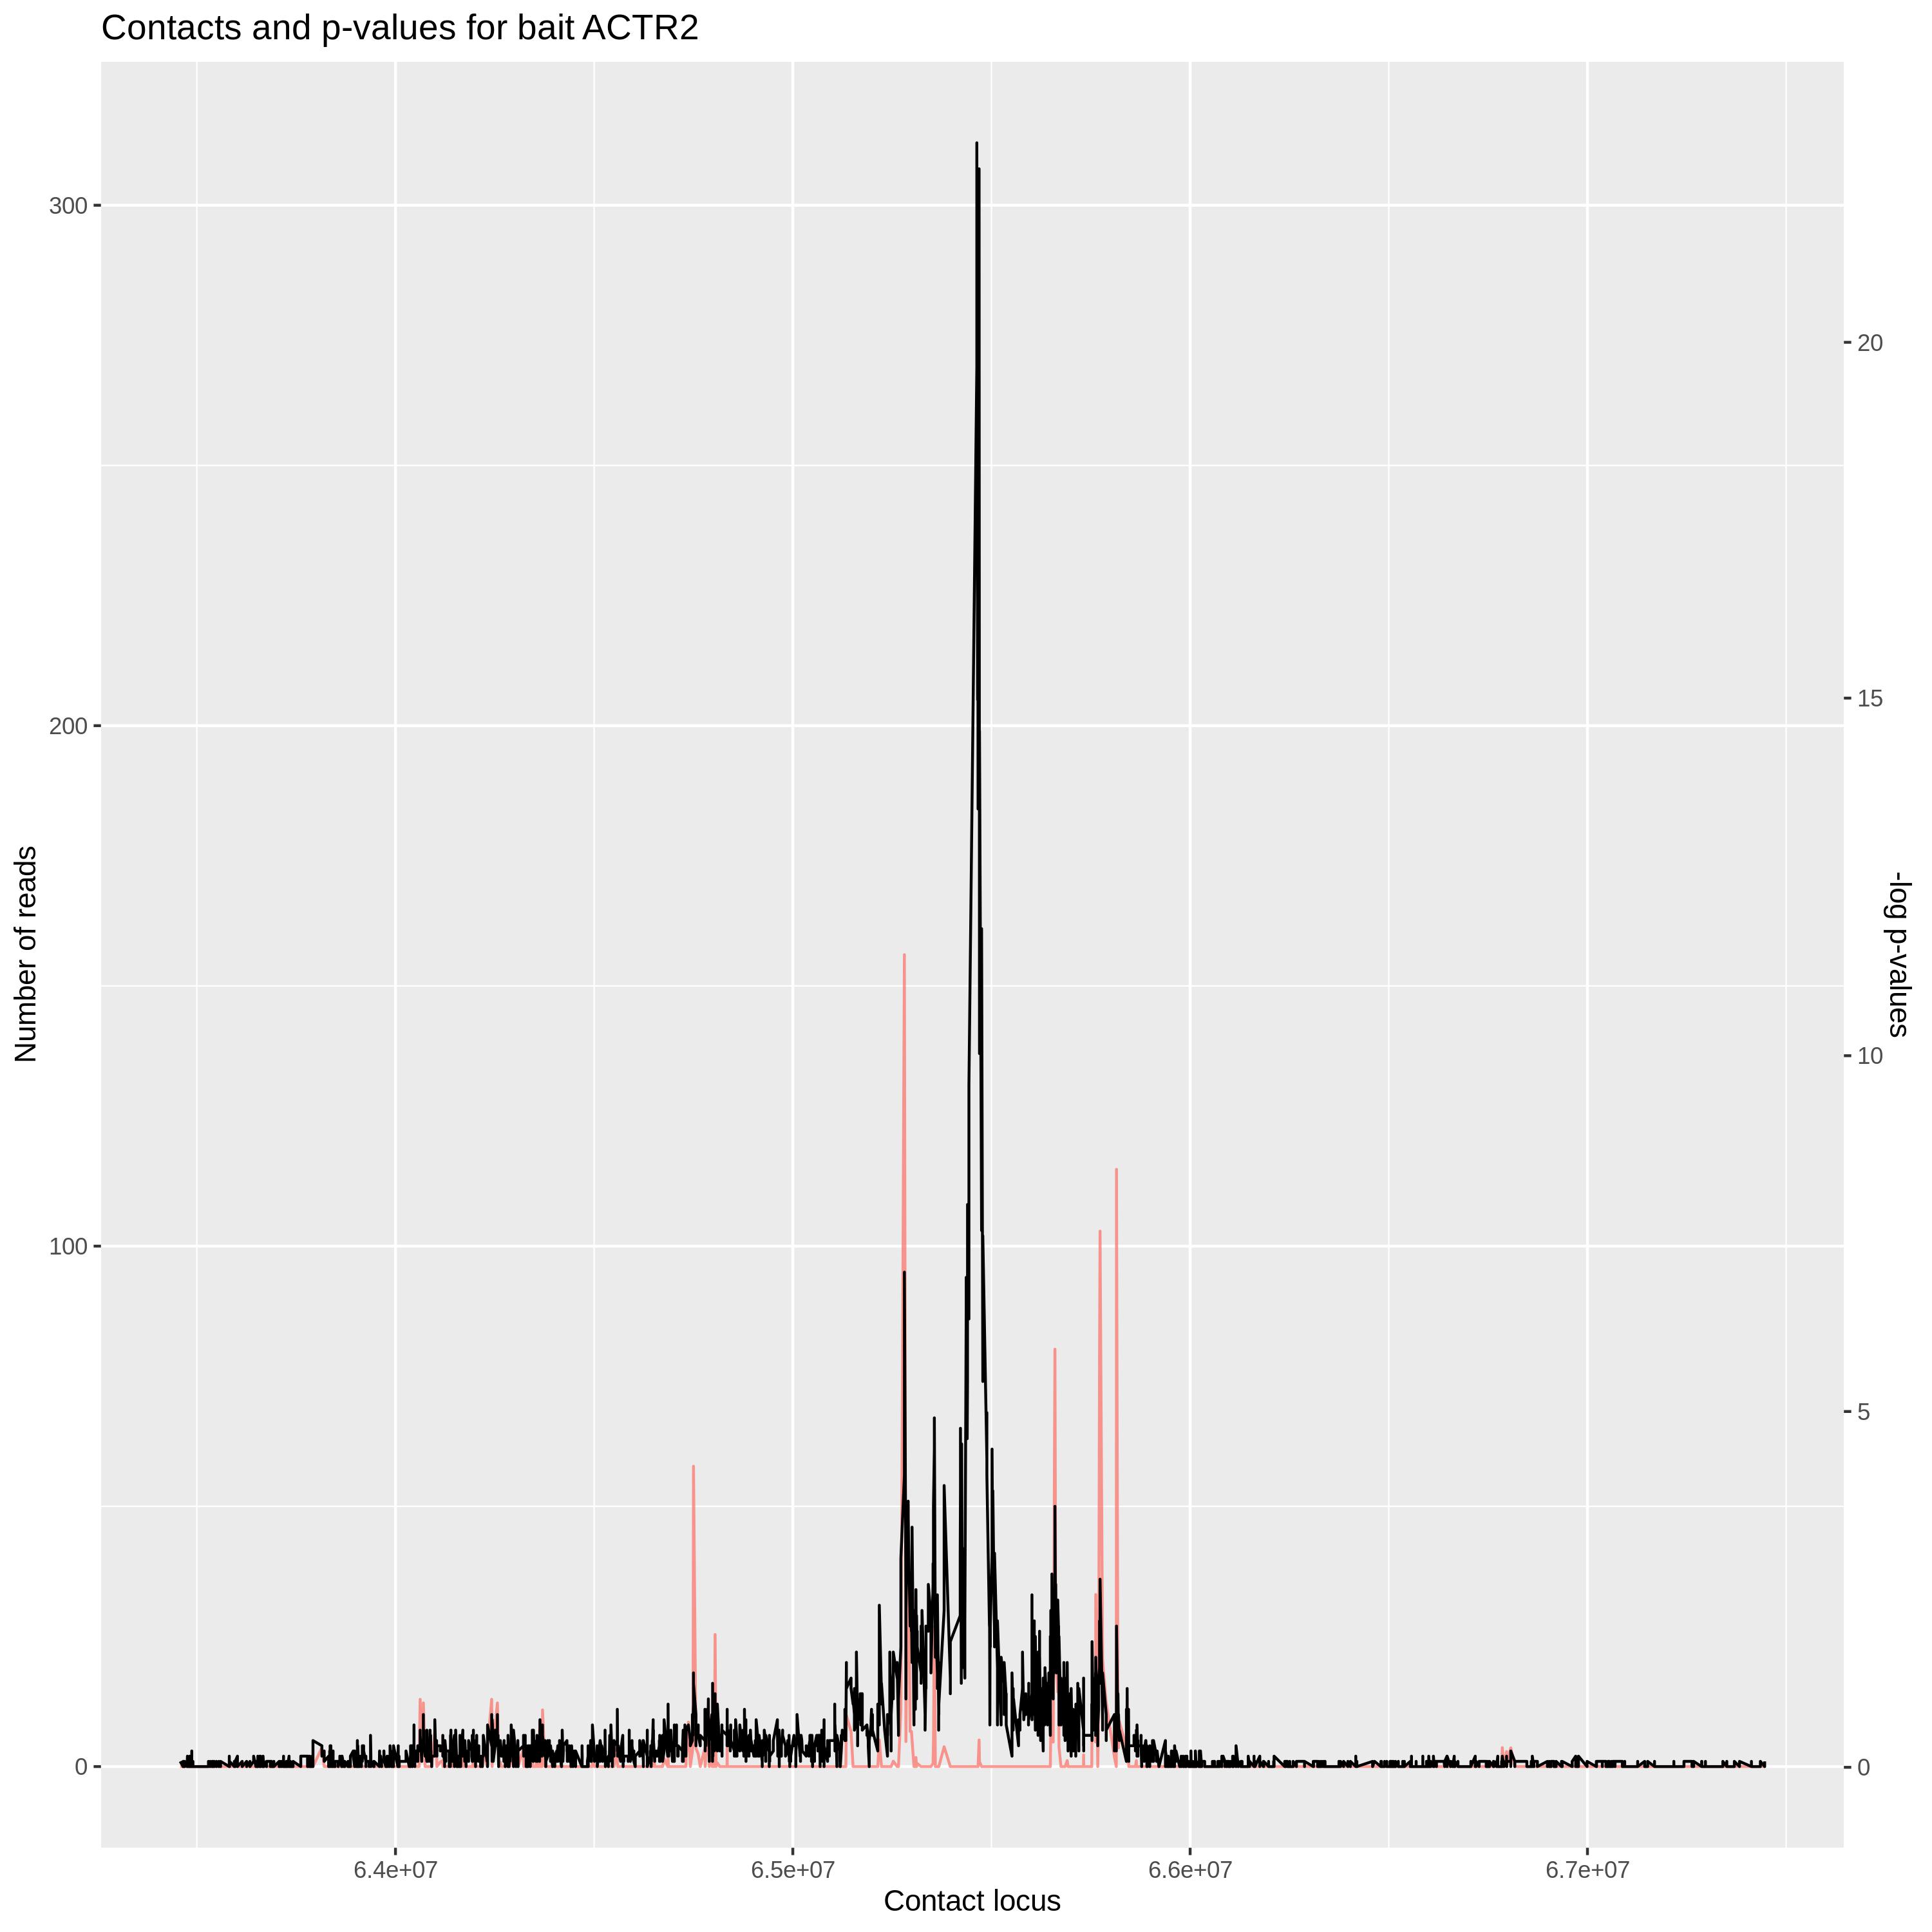 Contacts and p-values for bait ACTR2
Number of reads
300
200
100
0
20
15
10
5
0
-log p-values
6.4e+07
6.5e+07
6.6e+07
6.7e+07
Contact locus